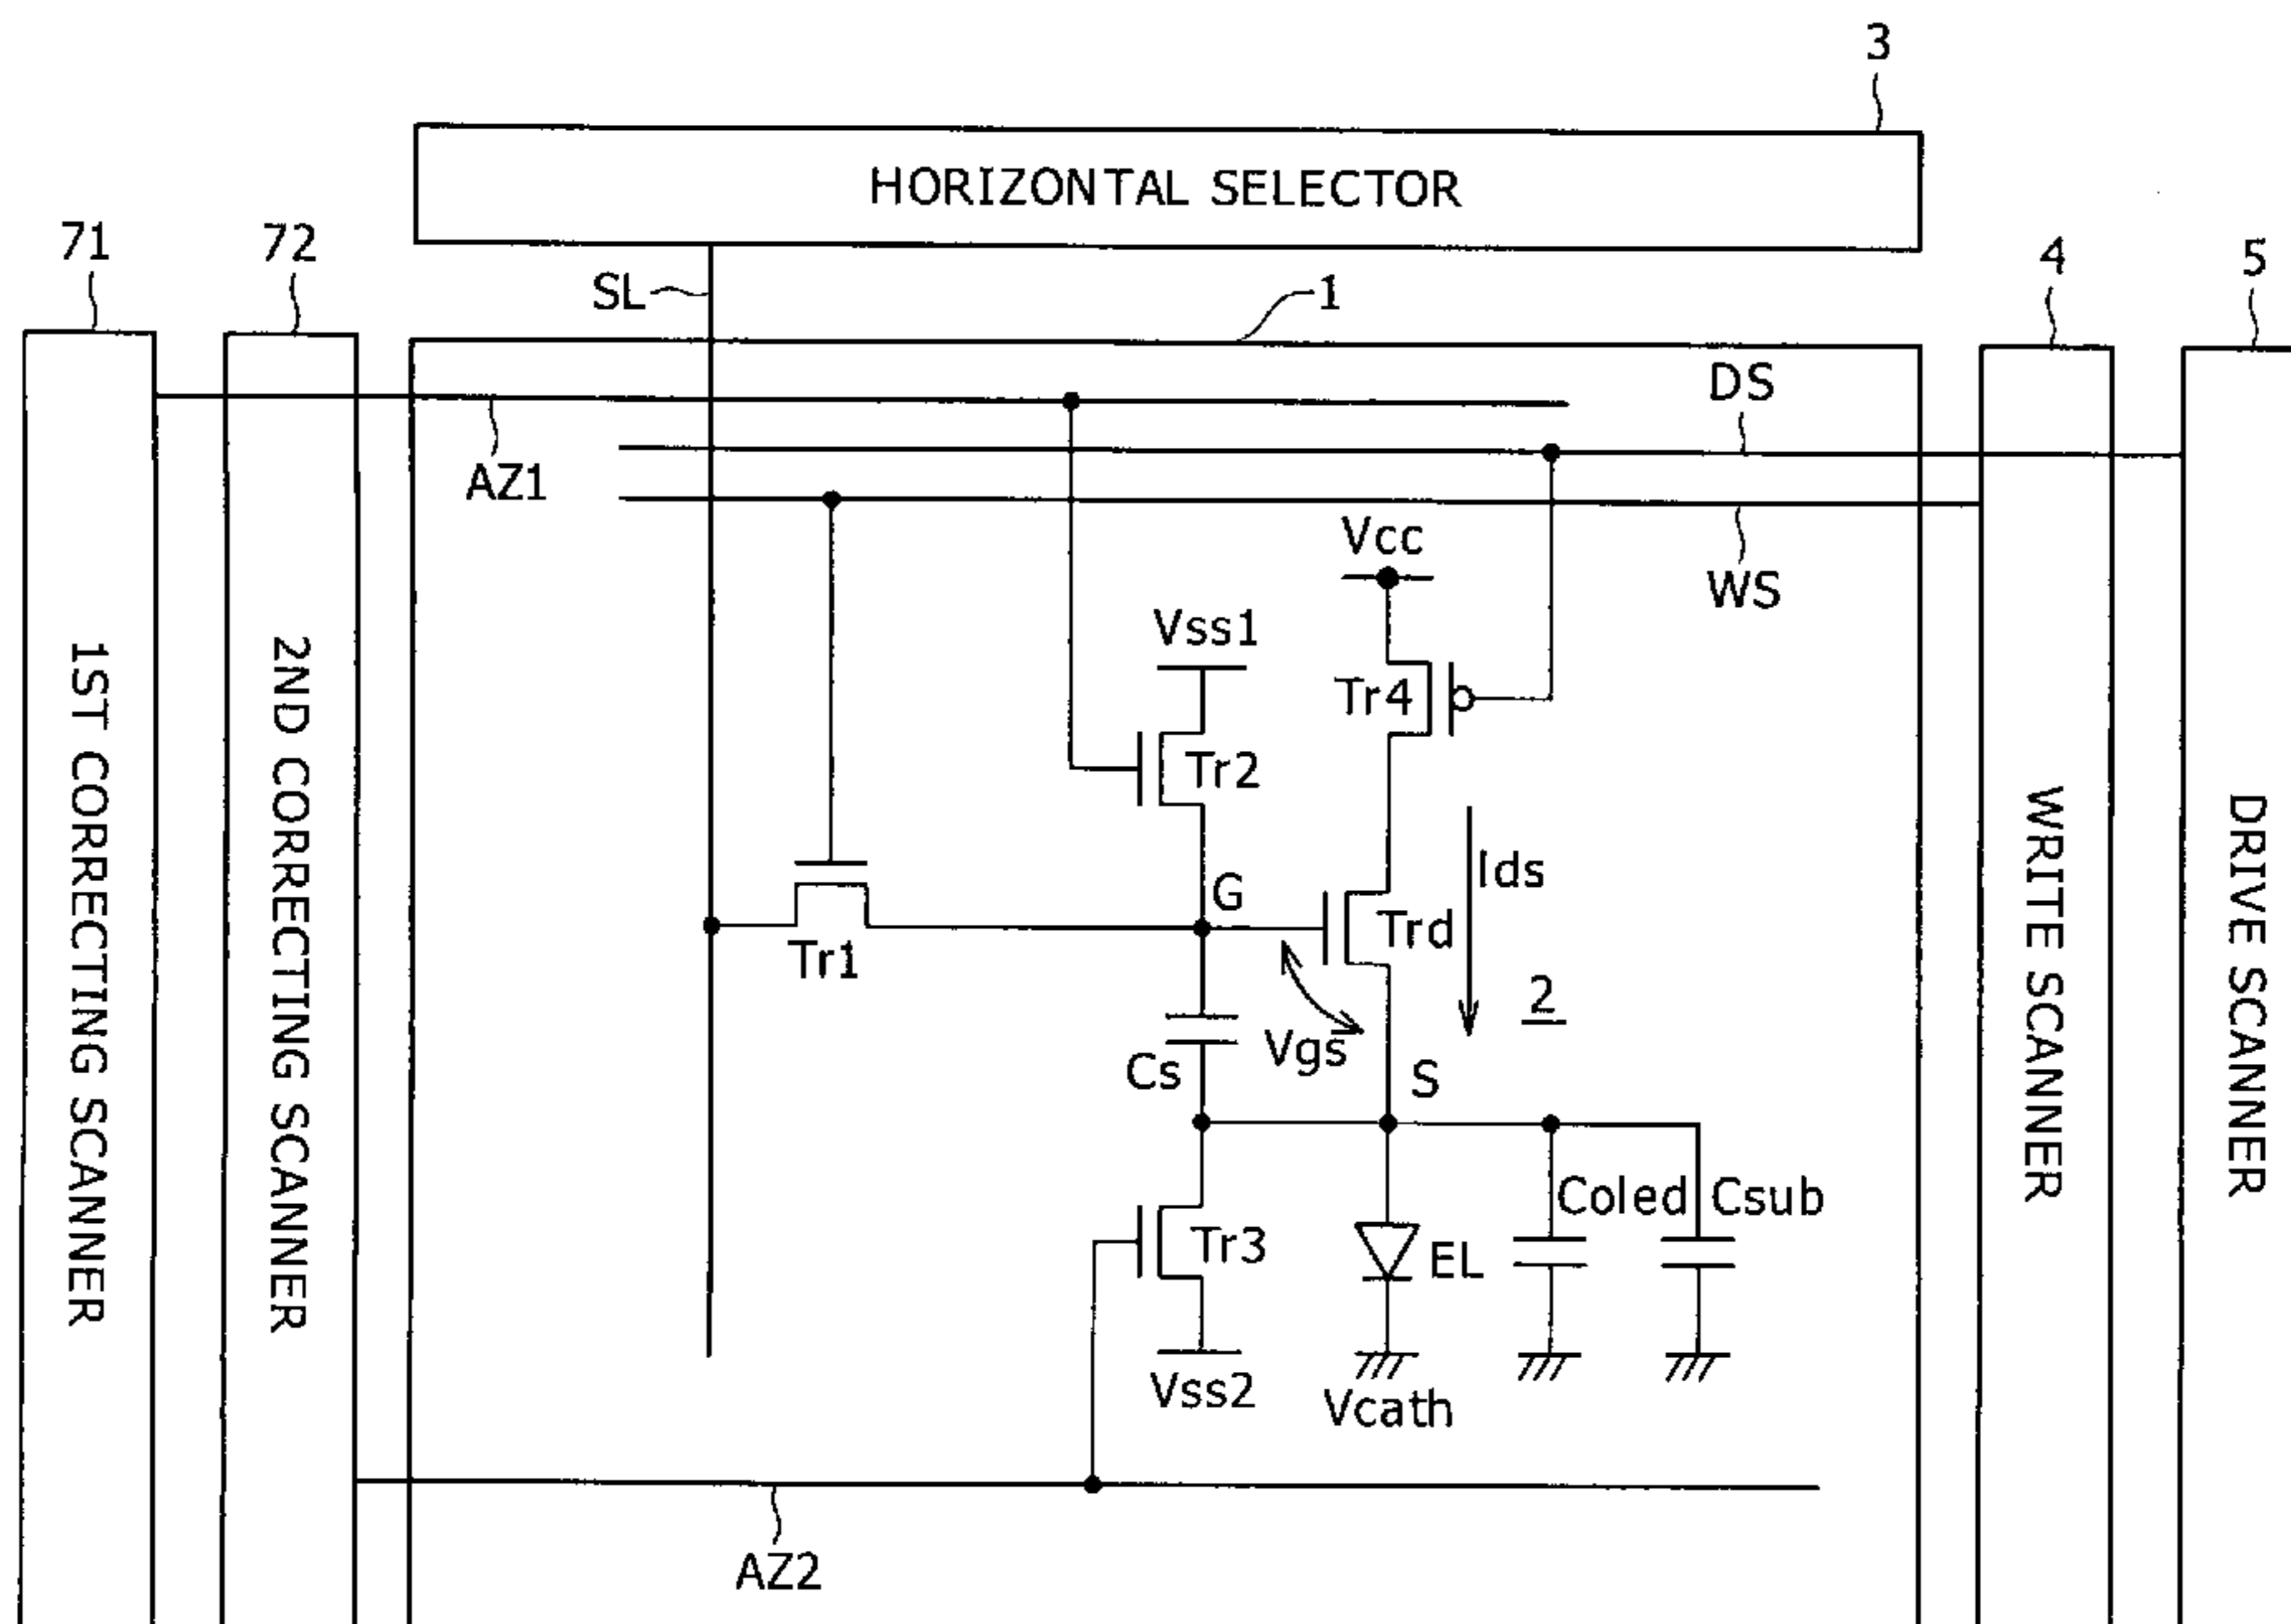 3
HORIZONTAL SELECTOR
71
72
SL
1
4
5
DS
AZ1
Vcc
WS
Vss1
Tr4
Tr2
Ids
G
Trd
Tr1
2
Vgs
Cs
S
Coled
Csub
Tr3
EL
Vss2
Vcath
AZ2
1ST CORRECTING SCANNER
2ND CORRECTING SCANNER
WRITE SCANNER
DRIVE SCANNER